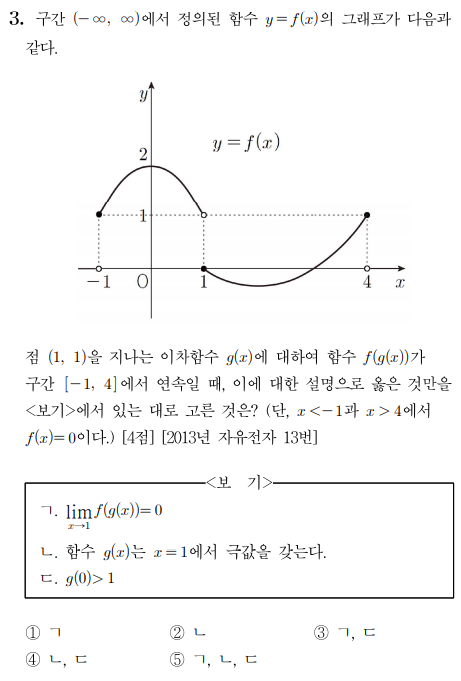 3. 구간 (−∞, ∞)에서 정의된 함수 y=f(x)의 그래프가 다음과
같다.
y
2
y=f(x)
1
−1 O 1 4 x
점 (1, 1)을 지나는 이차함수 g(x)에 대하여 함수 f(g(x))가
구간 [−1, 4]에서 연속일 때, 이에 대한 설명으로 옳은 것만을
<보기>에서 있는 대로 고른 것은? (단, x<−1과 x>4에서
f(x)=0이다.) [4점] [2013년 자유전자 13번]
<보 기>
ㄱ. lim f(g(x))=0
x→1
ㄴ. 함수 g(x)는 x=1에서 극값을 갖는다.
ㄷ. g(0)>1
① ㄱ ② ㄴ ③ ㄱ, ㄷ
④ ㄴ, ㄷ ⑤ ㄱ, ㄴ, ㄷ